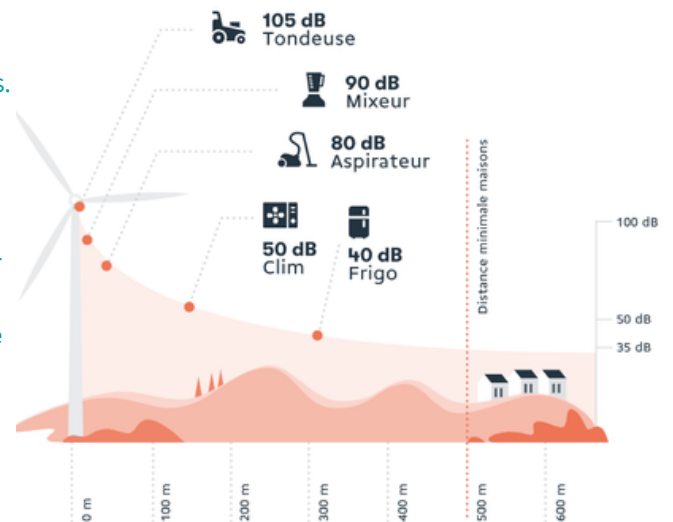 105 dB
Tondeuse
s.
90 dB
Mixeur
80 dB
Aspirateur
50 dB
Clim
40 dB
Frigo
Distance minimale maisons
100 dB
50 dB
35 dB
e
0 m
100 m
200 m
300 m
400 m
500 m
600 m